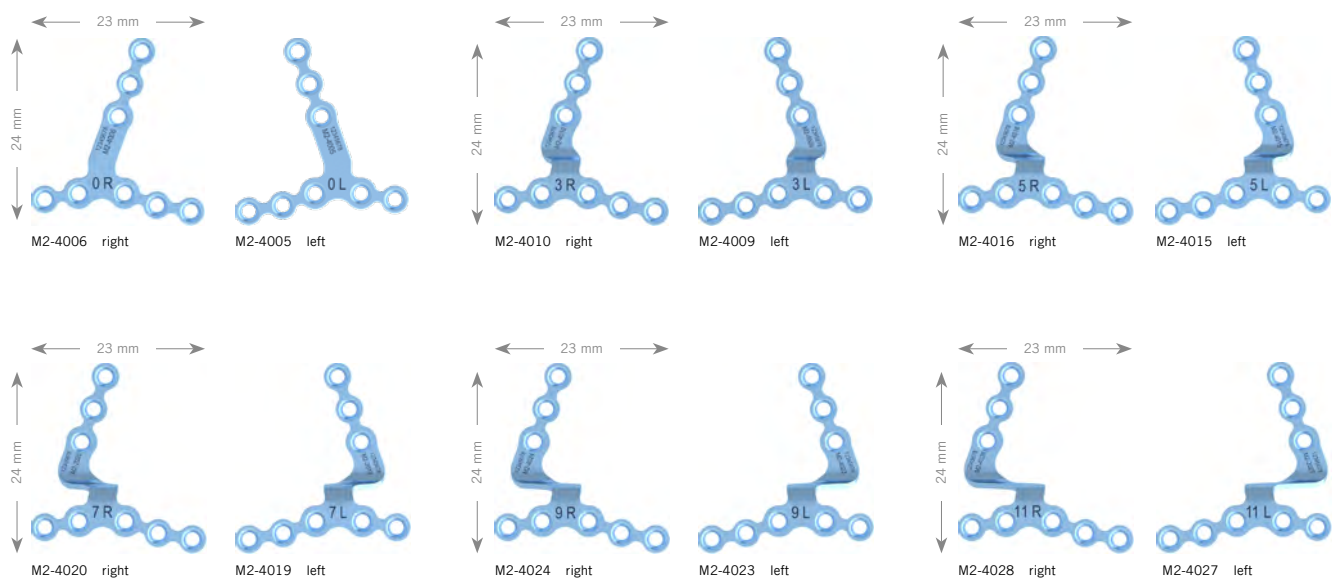 23 mm
23 mm
23 mm
24 mm
24 mm
24 mm
0 R
0 L
3 R
3 L
5 R
5 L
M2-4006 right
M2-4005 left
M2-4010 right
M2-4009 left
M2-4016 right
M2-4015 left
23 mm
23 mm
23 mm
24 mm
24 mm
24 mm
7 R
7 L
9 R
9 L
11 R
11 L
M2-4020 right
M2-4019 left
M2-4024 right
M2-4023 left
M2-4028 right
M2-4027 left